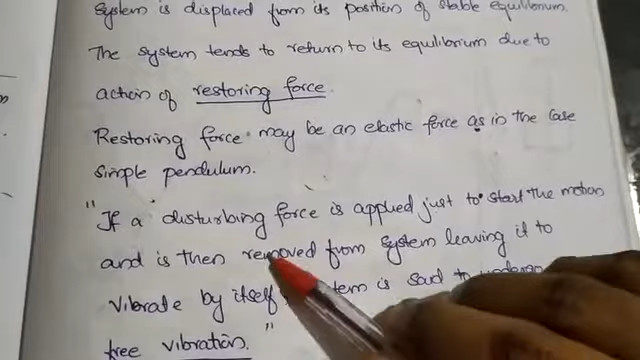 System is displaced from its position of stable equilibrium.
The system tends to return to its equilibrium due to
action of restoring force.
Restoring force may be an elastic force as in the case
simple pendulum.
"If a disturbing force is applied just to start the motion
and is then removed from system leaving it to
vibrate by itself, is said to
free vibration."